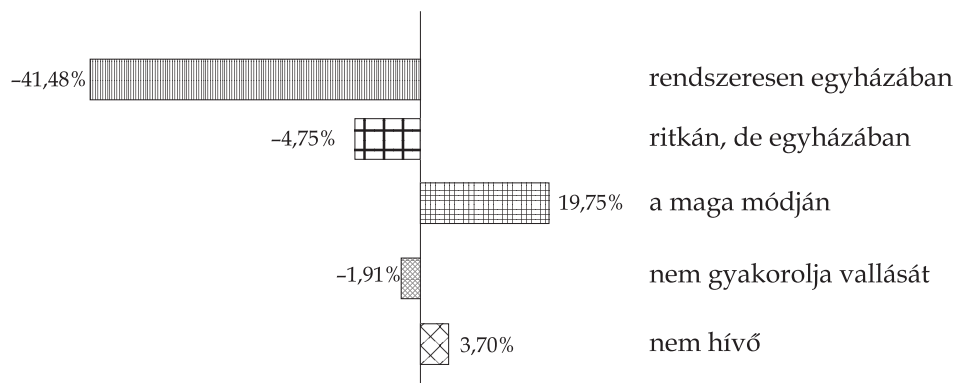 –41,48% rendszeresen egyházában
–4,75% ritkán, de egyházában
19,75% a maga módján
–1,91% nem gyakorolja vallását
3,70% nem hívő